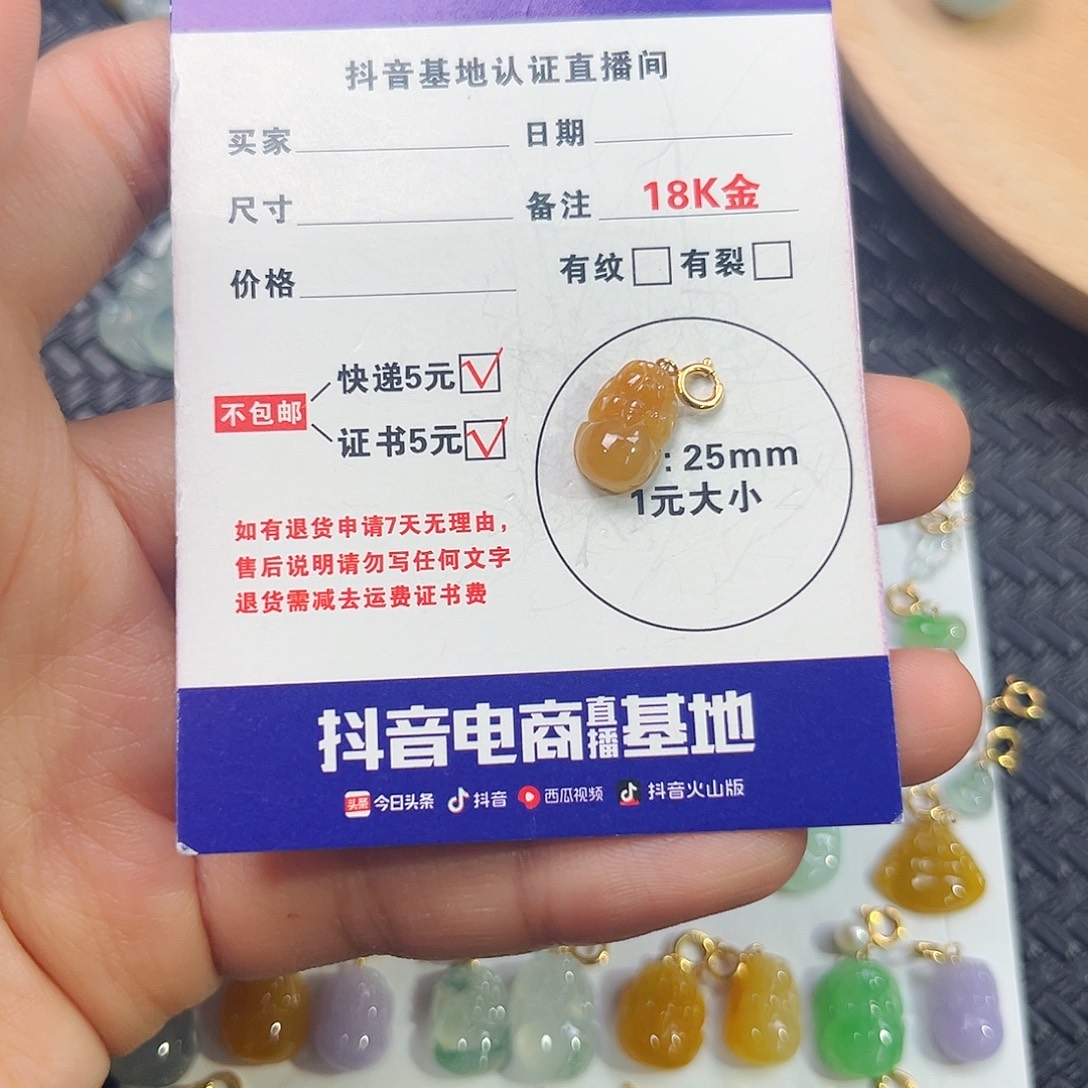 抖音基地认证直播间
买家 日期
尺寸 备注 18K金
价格
有纹 有裂
快递5元
不包邮
证书5元
: 25mm
1元大小
如有退货申请7天无理由，
售后说明请勿写任何文字
退货需减去运费证书费
抖音电商直播基地
头条 今日头条 抖音 西瓜视频 抖音火山版